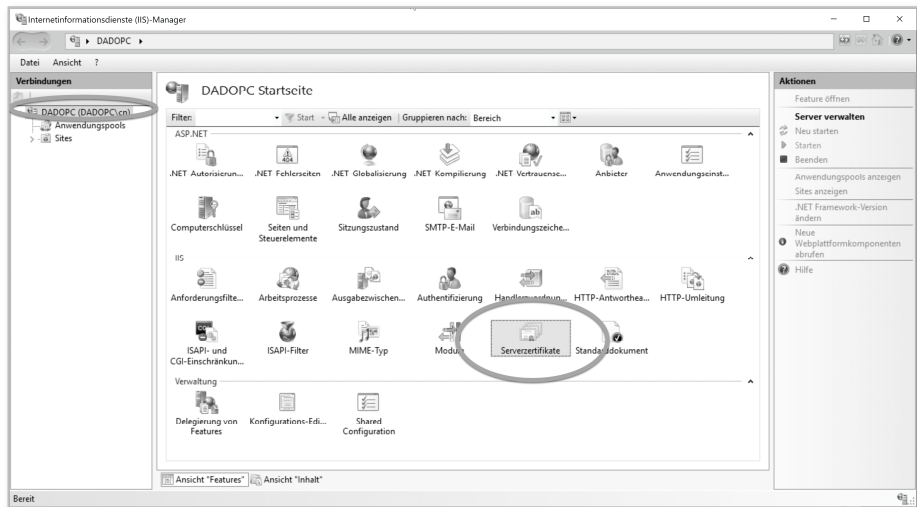 Internetinformationsdienste (IIS)-Manager
DADOPC
Datei Ansicht ?
Verbindungen
DADOPC (DADOPC\cn)
Anwendungspools
Sites
DADOPC Startseite
Filter: Start Alle anzeigen Gruppieren nach: Bereich
ASP.NET
.NET Autorisierun... .NET Fehlerseiten .NET Globalisierung .NET Kompilierung .NET Vertrauense... Anbieter Anwendungseinst...
Computerschlüssel Seiten und Steuerelemente Sitzungszustand SMTP-E-Mail Verbindungszeiche...
IIS
Anforderungsfilte... Arbeitsprozesse Ausgabezwischen... Authentifizierung Handlerzuordnun... HTTP-Antworthea... HTTP-Umleitung
ISAPI- und CGI-Einschränkun... ISAPI-Filter MIME-Typ Module Serverzertifikate Standarddokument
Verwaltung
Delegierung von Features Konfigurations-Edi... Shared Configuration
Ansicht "Features" Ansicht "Inhalt"
Aktionen
Feature öffnen
Server verwalten
Neu starten
Starten
Beenden
Anwendungspools anzeigen
Sites anzeigen
.NET Framework-Version
ändern
Neue
Webplattformkomponenten
abrufen
Hilfe
Bereit